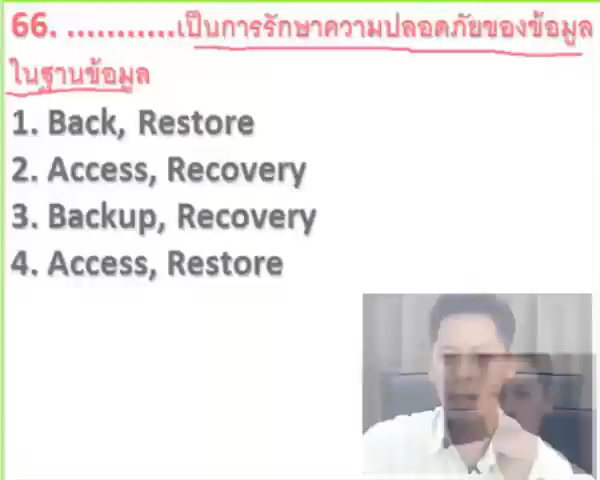 66. ...........เป็นการรักษาความปลอดภัยของข้อมูล
ในฐานข้อมูล
1. Back, Restore
2. Access, Recovery
3. Backup, Recovery
4. Access, Restore